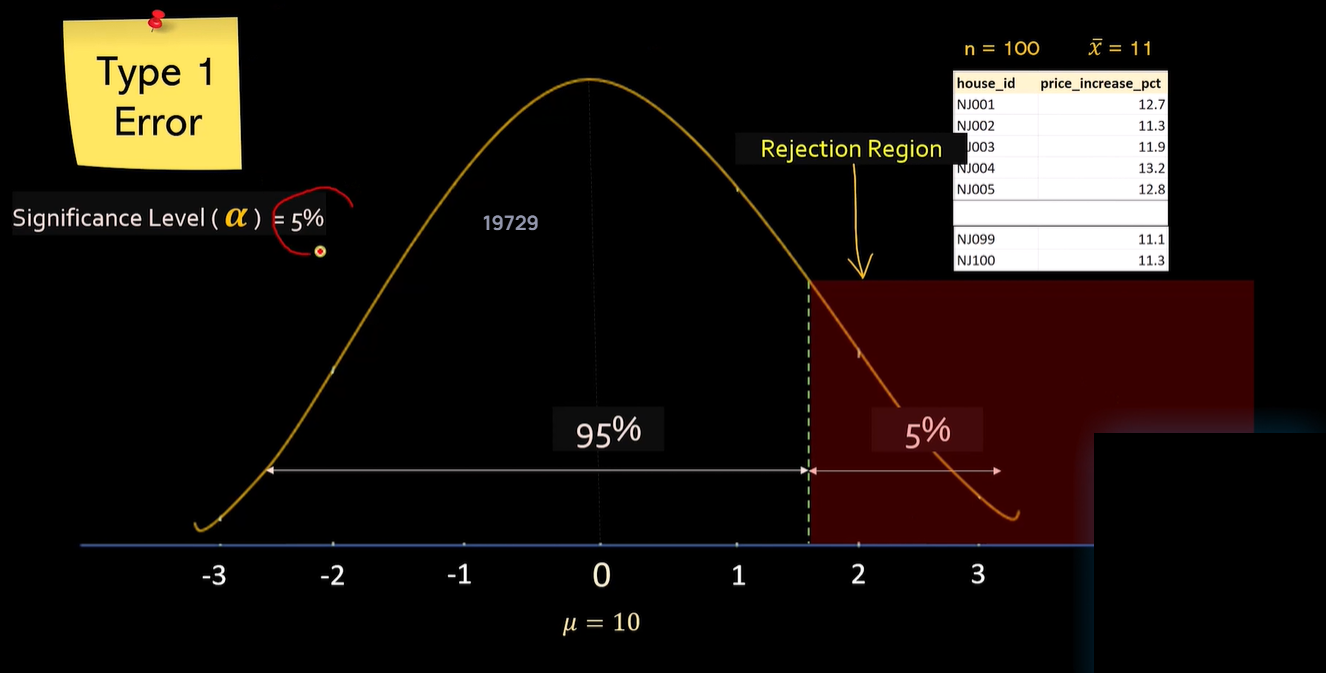 Type 1
Error
Significance Level ( α ) = 5%
19729
n = 100 x̄ = 11
house_id price_increase_pct
NJ001 12.7
NJ002 11.3
J003 11.9
NJ004 13.2
NJ005 12.8
NJ099 11.1
NJ100 11.3
Rejection Region
95%
5%
-3 -2 -1 0 1 2 3
μ = 10